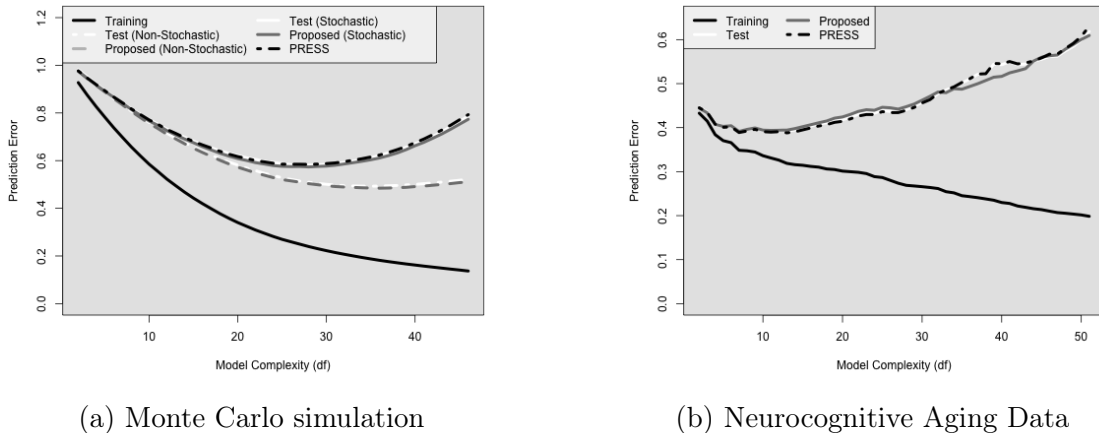 Training
Test (Non-Stochastic)
Proposed (Non-Stochastic)
Test (Stochastic)
Proposed (Stochastic)
PRESS
Prediction Error
0.0
0.2
0.4
0.6
0.8
1.0
1.2
10
20
30
40
Model Complexity (df)
(a) Monte Carlo simulation
Training
Test
Proposed
PRESS
Prediction Error
0.0
0.1
0.2
0.3
0.4
0.5
0.6
10
20
30
40
50
Model Complexity (df)
(b) Neurocognitive Aging Data